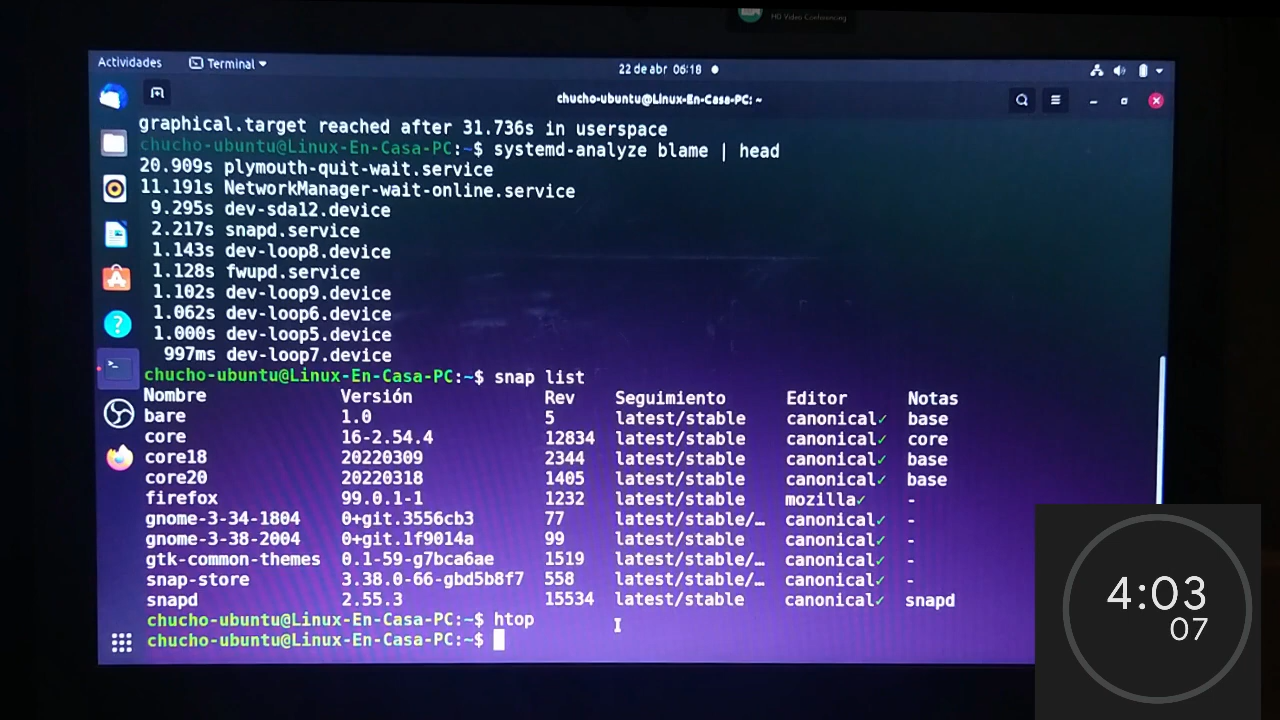 HD Video Conferencing
Actividades Terminal 22 de abr 06:18
chucho-ubuntu@Linux-En-Casa-PC: ~
graphical.target reached after 31.736s in userspace
chucho-ubuntu@Linux-En-Casa-PC:~$ systemd-analyze blame | head
20.909s plymouth-quit-wait.service
11.191s NetworkManager-wait-online.service
9.295s dev-sda12.device
2.217s snapd.service
1.143s dev-loop8.device
1.128s fwupd.service
1.102s dev-loop9.device
1.062s dev-loop6.device
1.000s dev-loop5.device
997ms dev-loop7.device
chucho-ubuntu@Linux-En-Casa-PC:~$ snap list
Nombre Versión Rev Seguimiento Editor Notas
bare 1.0 5 latest/stable canonical✓ base
core 16-2.54.4 12834 latest/stable canonical✓ core
core18 20220309 2344 latest/stable canonical✓ base
core20 20220318 1405 latest/stable canonical✓ base
firefox 99.0.1-1 1232 latest/stable mozilla✓ -
gnome-3-34-1804 0+git.3556cb3 77 latest/stable/… canonical✓ -
gnome-3-38-2004 0+git.1f9014a 99 latest/stable/… canonical✓ -
gtk-common-themes 0.1-59-g7bca6ae 1519 latest/stable/… canonical✓ -
snap-store 3.38.0-66-gbd5b8f7 558 latest/stable/… canonical✓ -
snapd 2.55.3 15534 latest/stable canonical✓ snapd
chucho-ubuntu@Linux-En-Casa-PC:~$ htop
chucho-ubuntu@Linux-En-Casa-PC:~$
4:03
07